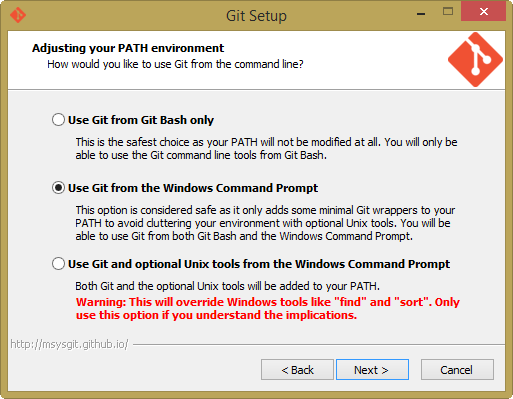 Git Setup
Adjusting your PATH environment
How would you like to use Git from the command line?
Use Git from Git Bash only
This is the safest choice as your PATH will not be modified at all. You will only be
able to use the Git command line tools from Git Bash.
Use Git from the Windows Command Prompt
This option is considered safe as it only adds some minimal Git wrappers to your
PATH to avoid cluttering your environment with optional Unix tools. You will be
able to use Git from both Git Bash and the Windows Command Prompt.
Use Git and optional Unix tools from the Windows Command Prompt
Both Git and the optional Unix tools will be added to your PATH.
Warning: This will override Windows tools like "find" and "sort". Only
use this option if you understand the implications.
http://msysgit.github.io/
< Back
Next >
Cancel